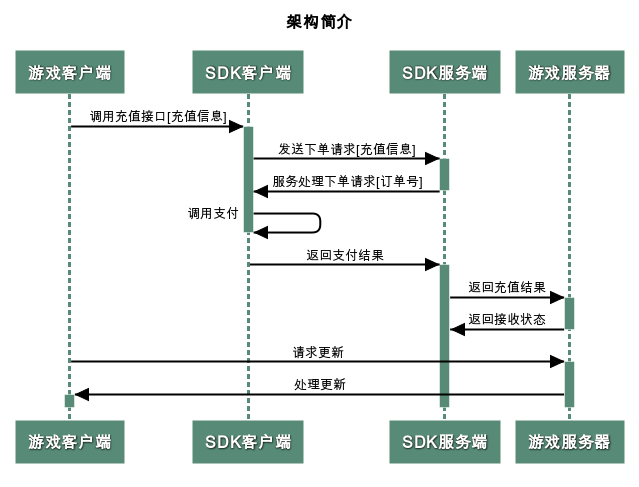 架构简介
游戏客户端 SDK客户端 SDK服务端 游戏服务器
调用充值接口[充值信息]
发送下单请求[充值信息]
服务处理下单请求[订单号]
调用支付
返回支付结果
返回充值结果
返回接收状态
请求更新
处理更新
游戏客户端 SDK客户端 SDK服务端 游戏服务器